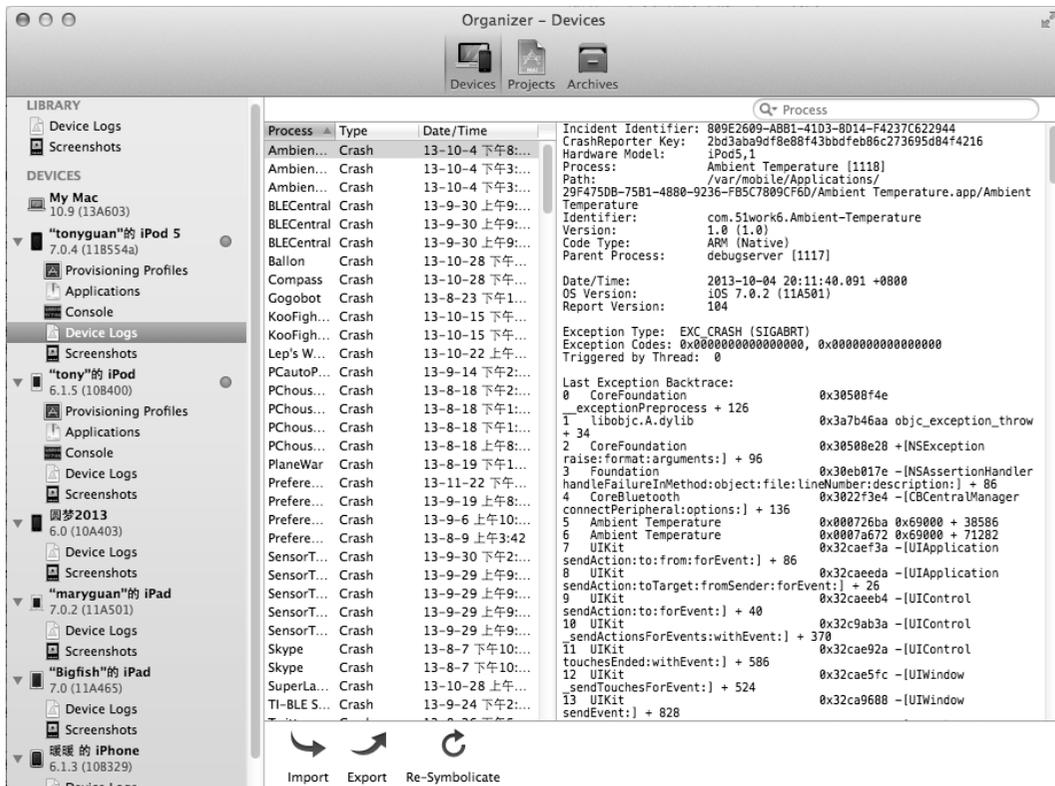 Organizer – Devices
Devices Projects Archives
LIBRARY
Device Logs
Screenshots
DEVICES
My Mac
10.9 (13A603)
“tonyguan”的 iPod 5
7.0.4 (11B554a)
Provisioning Profiles
Applications
Console
Device Logs
Screenshots
“tony”的 iPod
6.1.5 (10B400)
Provisioning Profiles
Applications
Console
Device Logs
Screenshots
圆梦2013
6.0 (10A403)
Device Logs
Screenshots
“maryguan”的 iPad
7.0.2 (11A501)
Device Logs
Screenshots
“Bigfish”的 iPad
7.0 (11A465)
Device Logs
Screenshots
暖暖 的 iPhone
6.1.3 (10B329)
Process Type Date/Time
Ambien... Crash 13-10-4 下午8:...
Ambien... Crash 13-10-4 下午3:...
Ambien... Crash 13-10-4 下午3:...
BLECentral Crash 13-9-30 上午9:...
BLECentral Crash 13-9-30 上午9:...
BLECentral Crash 13-9-30 上午9:...
Ballon Crash 13-10-28 下午...
Compass Crash 13-10-28 下午...
Gogobot Crash 13-8-23 下午1...
KooFigh... Crash 13-10-15 下午...
KooFigh... Crash 13-10-15 下午...
Lep's W... Crash 13-10-22 上午...
PCautoP... Crash 13-9-14 下午2:...
PChous... Crash 13-8-18 下午2:...
PChous... Crash 13-8-18 下午1:...
PChous... Crash 13-8-18 下午1:...
PChous... Crash 13-8-18 上午8:...
PlaneWar Crash 13-8-19 下午1...
Prefere... Crash 13-11-22 下午...
Prefere... Crash 13-9-19 上午8:...
Prefere... Crash 13-9-6 上午10:...
Prefere... Crash 13-8-9 上午3:42
SensorT... Crash 13-9-30 下午2:...
SensorT... Crash 13-9-29 上午9:...
SensorT... Crash 13-9-29 上午9:...
SensorT... Crash 13-9-29 上午9:...
SensorT... Crash 13-9-29 上午9:...
Skype Crash 13-8-7 下午10:...
Skype Crash 13-8-7 下午10:...
SuperLa... Crash 13-10-28 上午...
TI-BLE S... Crash 13-9-24 下午2:...
Process
Incident Identifier: 809E2609-ABB1-41D3-8D14-F4237C622944
CrashReporter Key: 2bd3aba9df8e88f43bbdfeb86c273695d84f4216
Hardware Model: iPod5,1
Process: Ambient Temperature [1118]
Path: /var/mobile/Applications/
29F475DB-75B1-4880-9236-FB5C7809CF6D/Ambient Temperature.app/Ambient
Temperature
Identifier: com.51work6.Ambient-Temperature
Version: 1.0 (1.0)
Code Type: ARM (Native)
Parent Process: debugserver [1117]
Date/Time: 2013-10-04 20:11:40.091 +0800
OS Version: iOS 7.0.2 (11A501)
Report Version: 104
Exception Type: EXC_CRASH (SIGABRT)
Exception Codes: 0x0000000000000000, 0x0000000000000000
Triggered by Thread: 0
Last Exception Backtrace:
0 CoreFoundation 0x30508f4e
__exceptionPreprocess + 126
1 libobjc.A.dylib 0x3a7b46aa objc_exception_throw
+ 34
2 CoreFoundation 0x30508e28 +[NSException
raise:format:arguments:] + 96
3 Foundation 0x30eb017e -[NSAssertionHandler
handleFailureInMethod:object:file:lineNumber:description:] + 86
4 CoreBluetooth 0x3022f3e4 -[CBCentralManager
connectPeripheral:options:] + 136
5 Ambient Temperature 0x000726ba 0x69000 + 38586
6 Ambient Temperature 0x0007a672 0x69000 + 71282
7 UIKit 0x32caef3a -[UIApplication
sendAction:to:from:forEvent:] + 86
8 UIKit 0x32caeeda -[UIApplication
sendAction:toTarget:fromSender:forEvent:] + 26
9 UIKit 0x32caeeb4 -[UIControl
sendAction:to:forEvent:] + 40
10 UIKit 0x32c9ab3a -[UIControl
_sendActionsForEvents:withEvent:] + 370
11 UIKit 0x32cae92a -[UIControl
touchesEnded:withEvent:] + 586
12 UIKit 0x32cae5fc -[UIWindow
_sendTouchesForEvent:] + 524
13 UIKit 0x32ca9688 -[UIWindow
sendEvent:] + 828
Import Export Re-Symbolicate